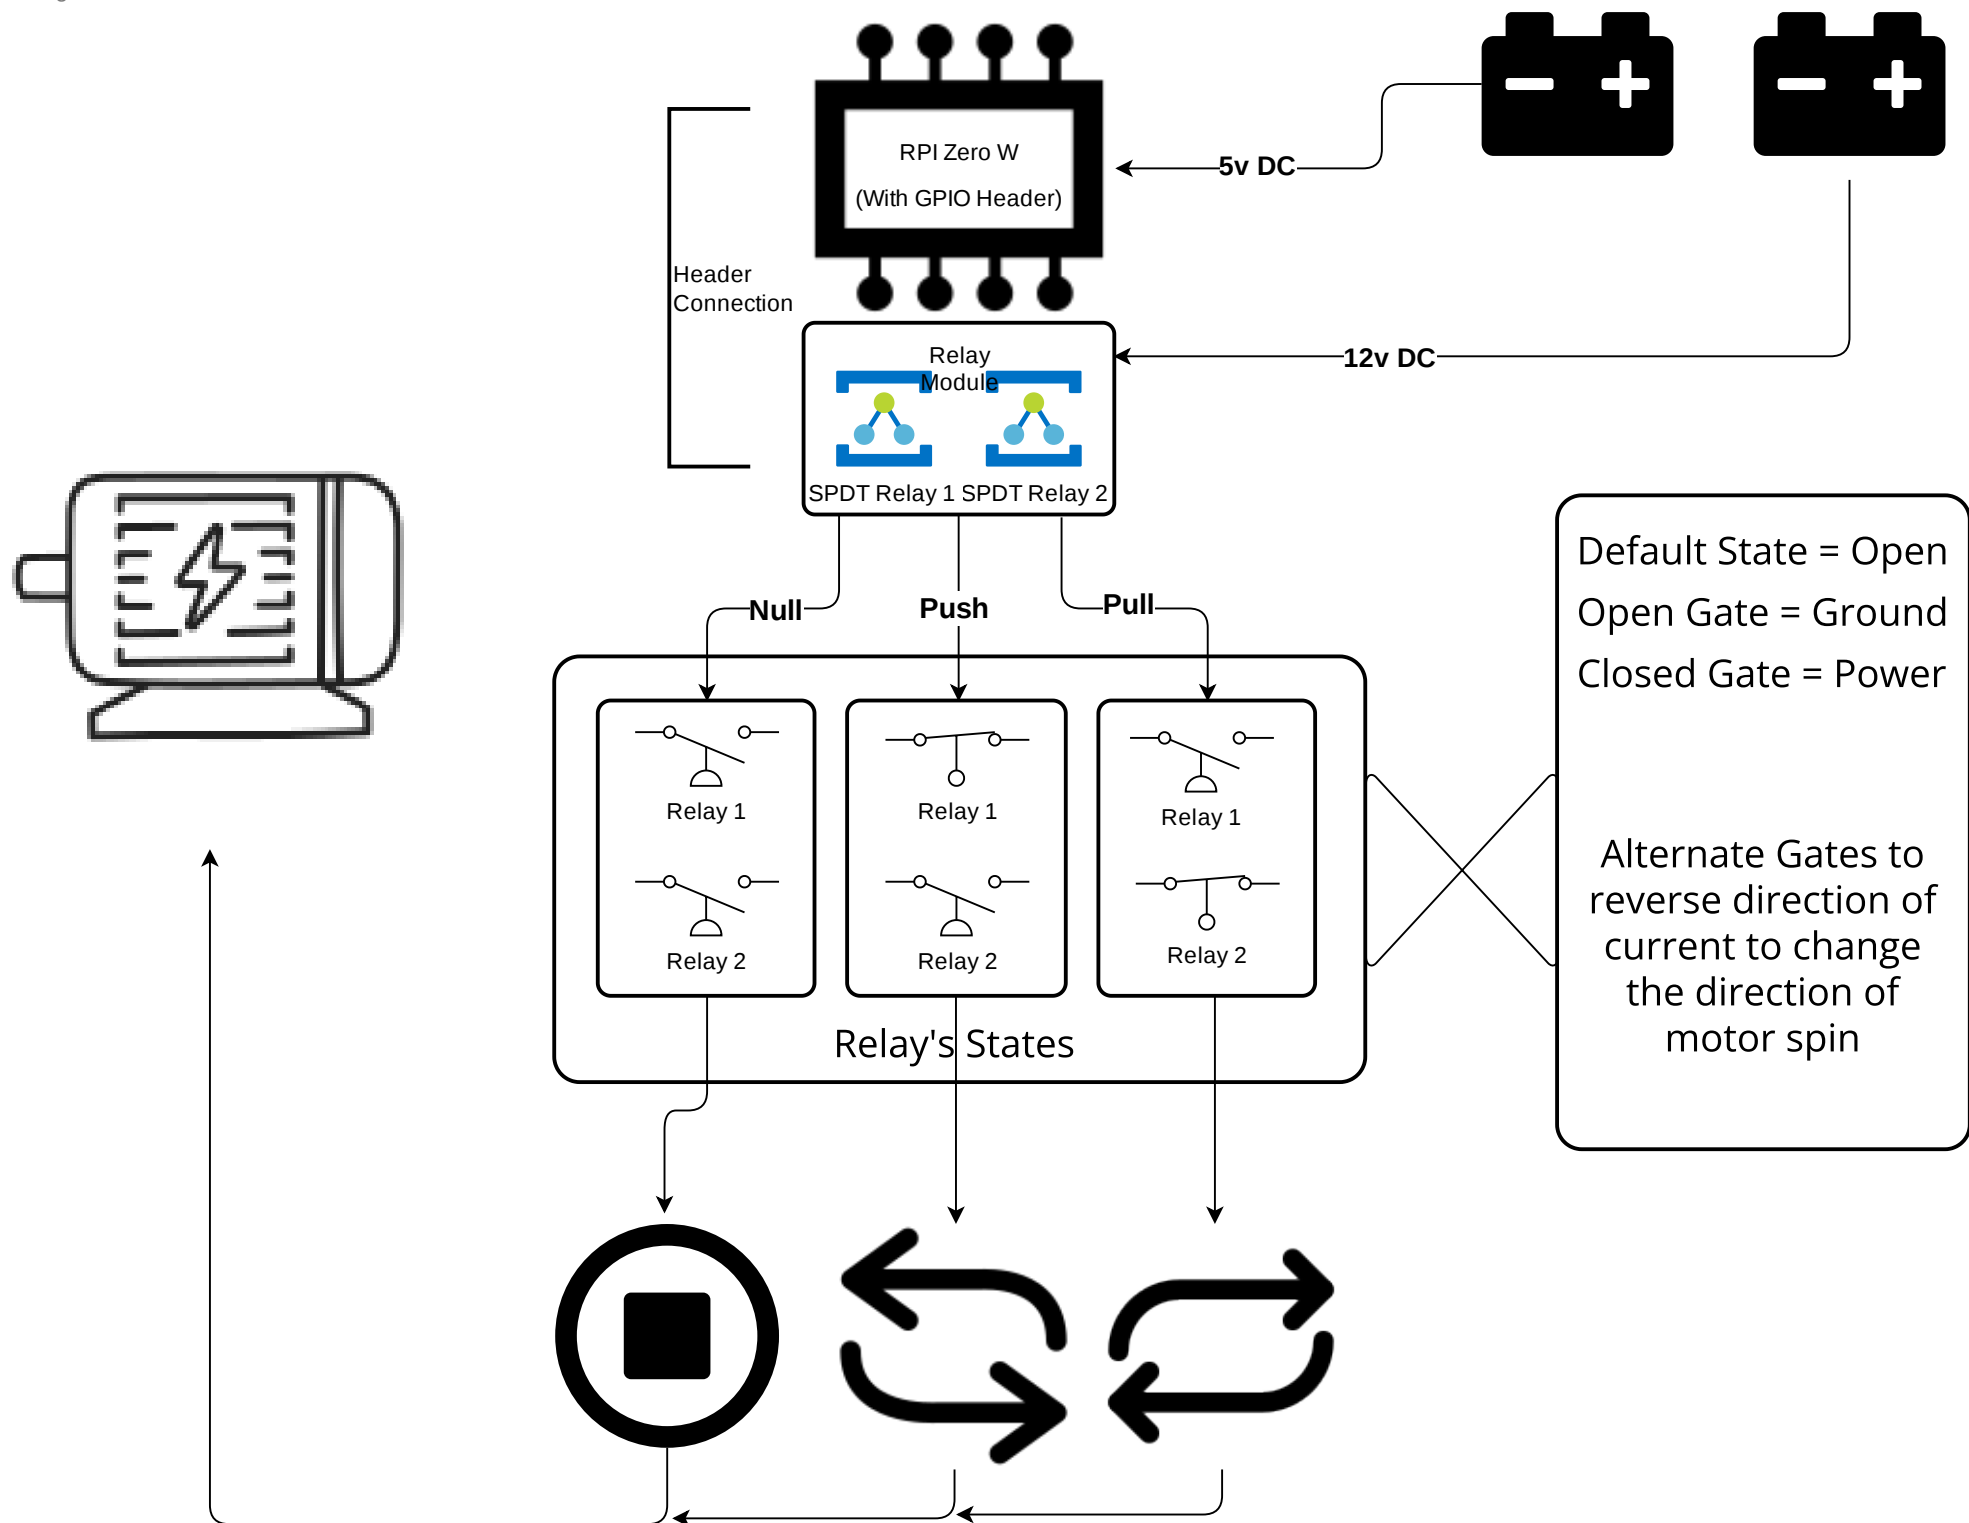 RPI Zero W
(With GPIO Header)
5v DC
Header
Connection
Relay
Module
12v DC
SPDT Relay 1
SPDT Relay 2
Null
Push
Pull
Relay 1
Relay 2
Relay 1
Relay 2
Relay 1
Relay 2
Relay's States
Default State = Open
Open Gate = Ground
Closed Gate = Power
Alternate Gates to
reverse direction of
current to change
the direction of
motor spin